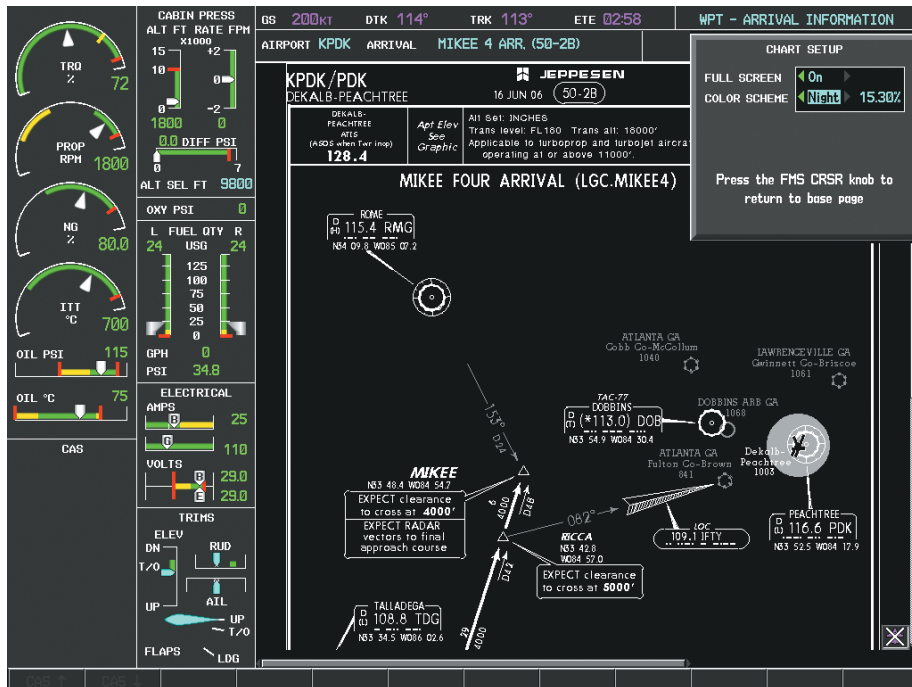 GS 200KT DTK 114° TRK 113° ETE 02:58 WPT – ARRIVAL INFORMATION
AIRPORT KPDK ARRIVAL MIKEE 4 ARR. (50-2B)
TRQ
%
72
PROP
RPM
1800
NG
%
80.0
ITT
°C
700
OIL PSI 115
OIL °C 75
CAS
CABIN PRESS
ALT FT RATE FPM
X1000
15 +2
10
0
0 -2
1800 0
0.0 DIFF PSI
0 7
ALT SEL FT 9800
OXY PSI 0
L FUEL QTY R
24 USG 24
125
100
75
50
25
0
GPH 0
PSI 34.8
ELECTRICAL
AMPS
B 25
G 110
VOLTS
B 29.0
E 29.0
TRIMS
ELEV
DN RUD
T/O
UP AIL
UP
T/O
FLAPS LDG
KPDK/PDK
DEKALB-PEACHTREE
JEPPESEN
16 JUN 06 50-2B
DEKALB-
PEACHTREE
ATIS
(ASOS when Twr inop)
128.4
Apt Elev
See
Graphic
Alt Set: INCHES
Trans level: FL180 Trans alt: 18000'
Applicable to turboprop and turbojet aircra
operating at or above 11000'.
MIKEE FOUR ARRIVAL (LGC.MIKEE4)
CHART SETUP
FULL SCREEN On
COLOR SCHEME Night 15.30%
Press the FMS CRSR knob to
return to base page
ROME
D
(H) 115.4 RMG
N34 09.8 W085 07.2
ATLANTA GA
Cobb Co-McCollum
1040
LAWRENCEVILLE GA
Gwinnett Co-Briscoe
1061
TAC-77
DOBBINS
(*113.0) DOB
N33 54.9 W084 30.4
DOBBINS ARB GA
1068
ATLANTA GA
Fulton Co-Brown
841
Dekalb-
Peachtree
1003
PEACHTREE
D
(L) 116.6 PDK
N33 52.5 W084 17.9
153°
D24
MIKEE
N33 48.4 W084 54.7
EXPECT clearance
to cross at 4000'
EXPECT RADAR
vectors to final
approach course
6
4000
D48
082°
LOC
109.1 IFTY
RICCA
N33 42.8
W084 57.0
EXPECT clearance
to cross at 5000'
D42
29
4000
TALLADEGA
D
(L) 108.8 TDG
N33 34.5 W086 02.6
CAS ↑ CAS ↓